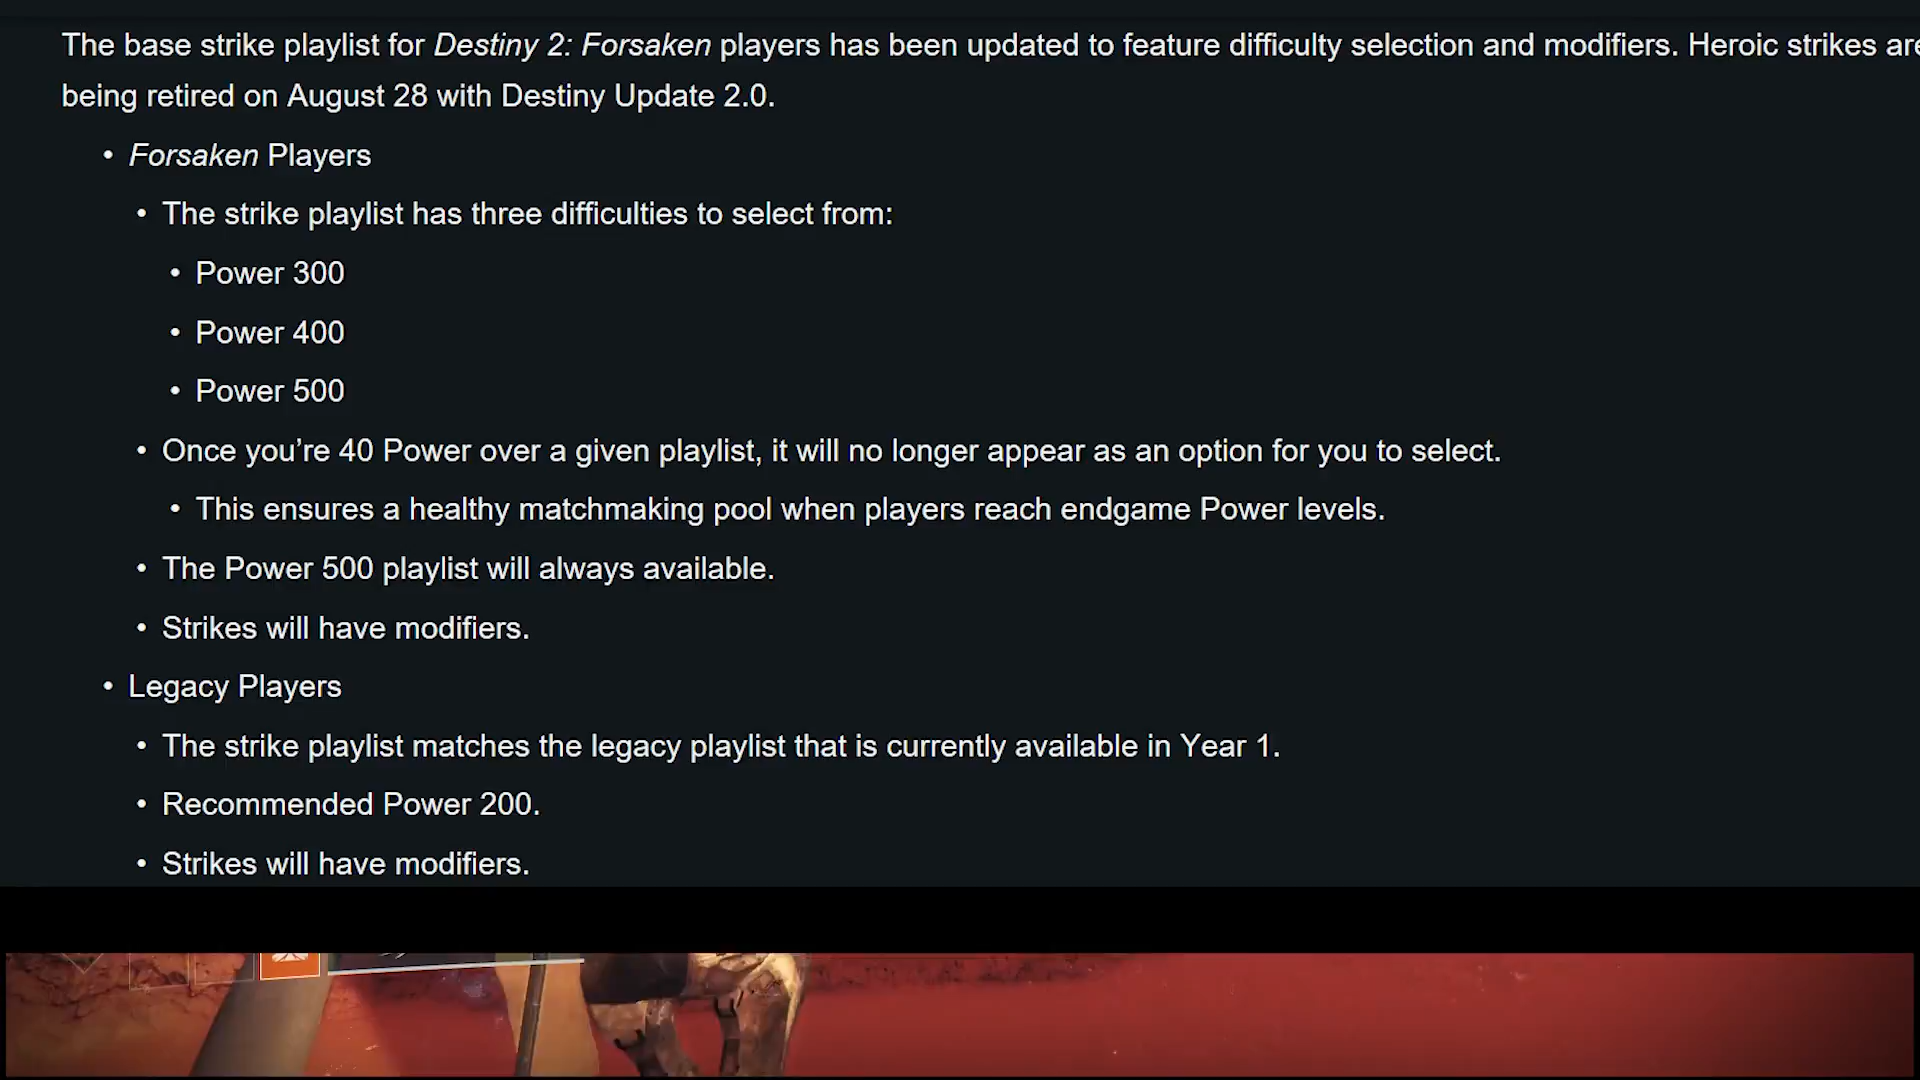 The base strike playlist for Destiny 2: Forsaken players has been updated to feature difficulty selection and modifiers. Heroic strikes are
being retired on August 28 with Destiny Update 2.0.
• Forsaken Players
• The strike playlist has three difficulties to select from:
• Power 300
• Power 400
• Power 500
• Once you’re 40 Power over a given playlist, it will no longer appear as an option for you to select.
• This ensures a healthy matchmaking pool when players reach endgame Power levels.
• The Power 500 playlist will always available.
• Strikes will have modifiers.
• Legacy Players
• The strike playlist matches the legacy playlist that is currently available in Year 1.
• Recommended Power 200.
• Strikes will have modifiers.